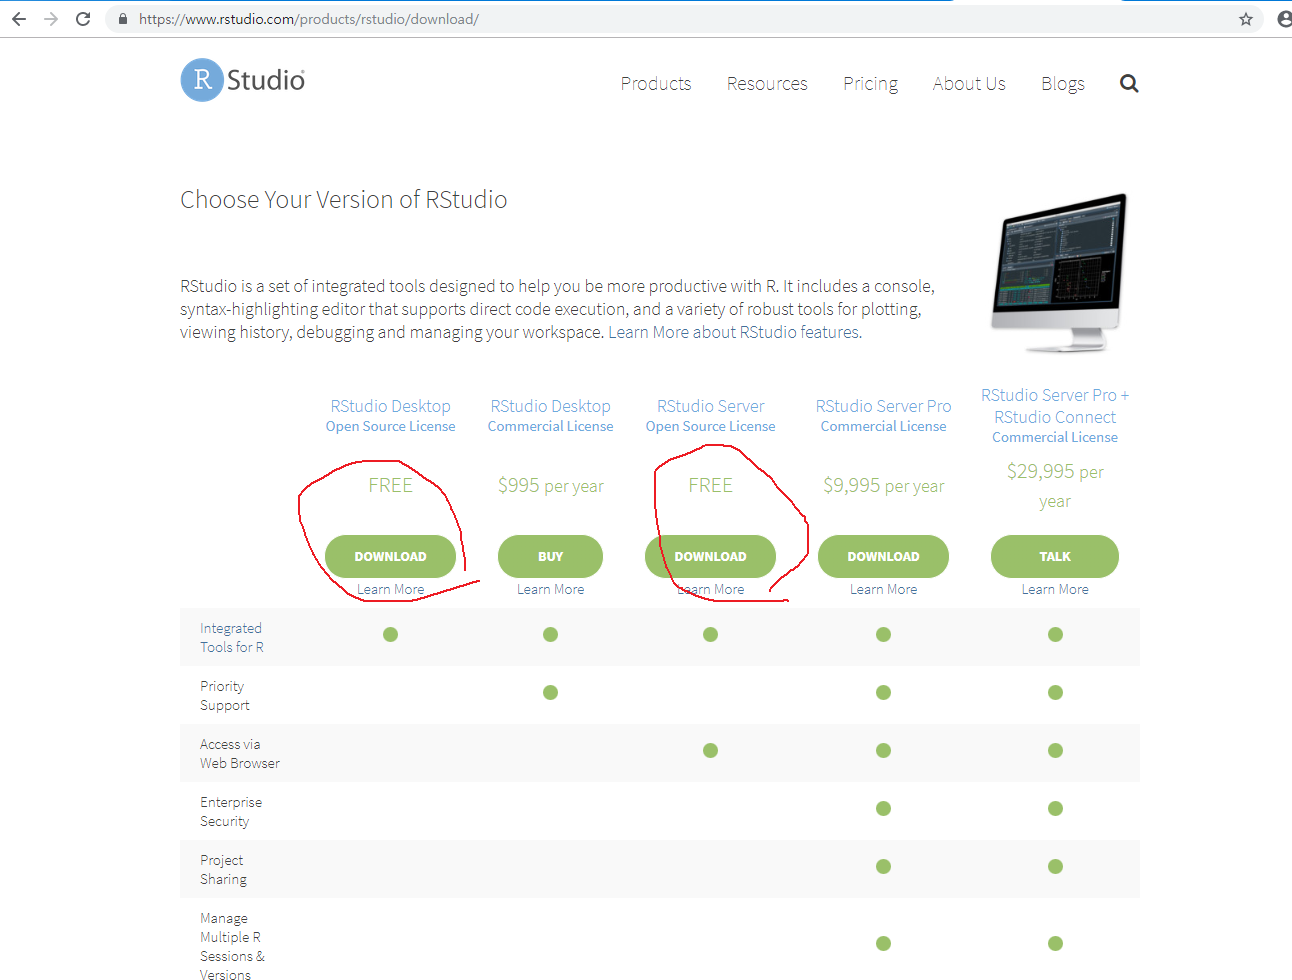 https://www.rstudio.com/products/rstudio/download/
R Studio
Products Resources Pricing About Us Blogs
Choose Your Version of RStudio
RStudio is a set of integrated tools designed to help you be more productive with R. It includes a console,
syntax-highlighting editor that supports direct code execution, and a variety of robust tools for plotting,
viewing history, debugging and managing your workspace. Learn More about RStudio features.
RStudio Desktop
Open Source License
FREE
DOWNLOAD
Learn More
RStudio Desktop
Commercial License
$995 per year
BUY
Learn More
RStudio Server
Open Source License
FREE
DOWNLOAD
Learn More
RStudio Server Pro
Commercial License
$9,995 per year
DOWNLOAD
Learn More
RStudio Server Pro +
RStudio Connect
Commercial License
$29,995 per
year
TALK
Learn More
Integrated
Tools for R
Priority
Support
Access via
Web Browser
Enterprise
Security
Project
Sharing
Manage
Multiple R
Sessions &
Versions